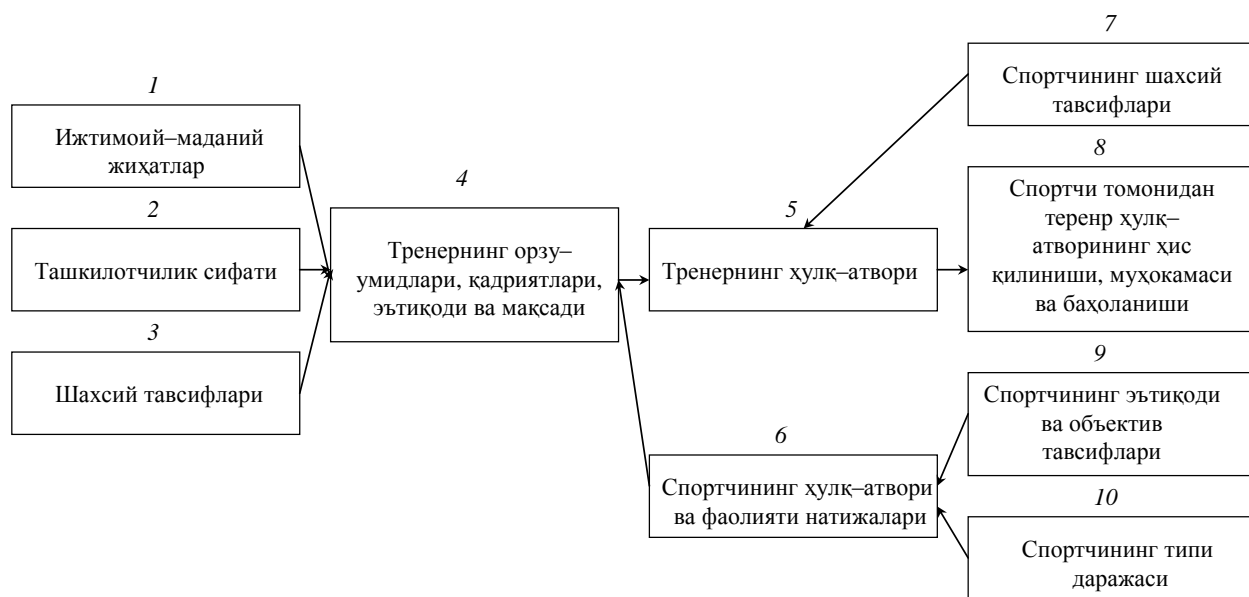 1
Ижтимоий–маданий
жиҳатлар
2
Ташкилотчилик сифати
3
Шахсий тавсифлари
4
Тренернинг орзу–
умидлари, қадриятлари,
эътиқоди ва мақсади
5
Тренернинг ҳулқ–атвори
6
Спортчининг ҳулқ–атвори
ва фаолияти натижалари
7
Спортчининг шахсий
тавсифлари
8
Спортчи томонидан
теренр ҳулқ–
атворининг ҳис
қилиниши, муҳокамаси
ва баҳоланиши
9
Спортчининг эътиқоди
ва объектив
тавсифлари
10
Спортчининг типи
даражаси